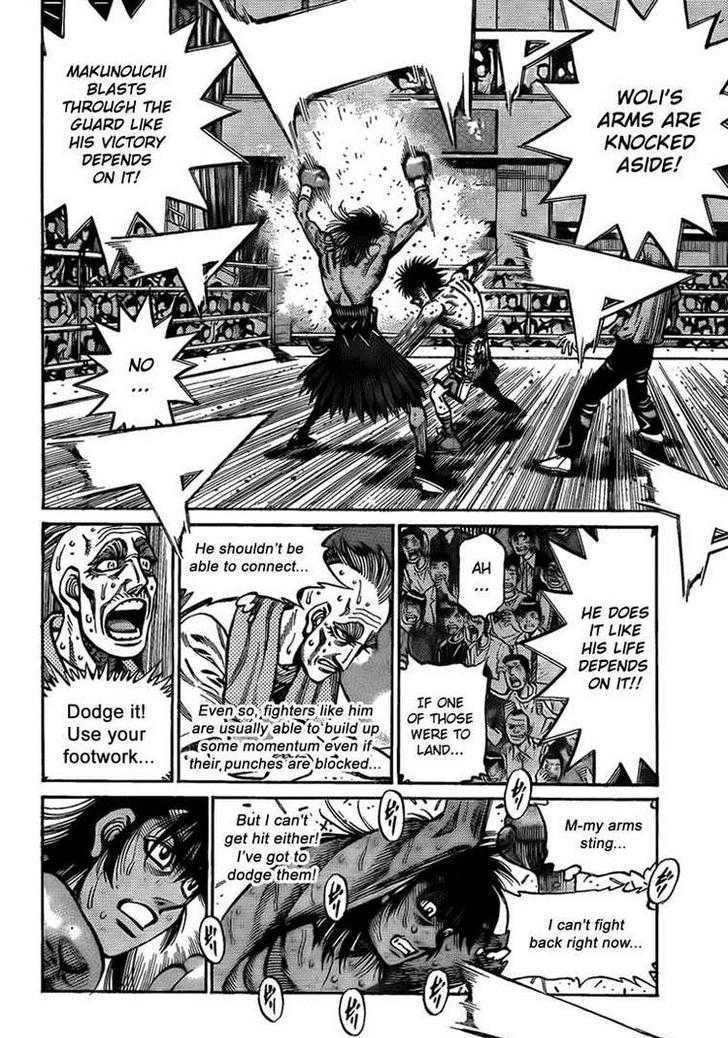 WOLI'S
ARMS ARE
KNOCKED
ASIDE!
MAKUNOUCHI
BLASTS
THROUGH THE
GUARD LIKE
HIS VICTORY
DEPENDS
ON IT!
NO
...
HE DOES
IT LIKE
HIS LIFE
DEPENDS
ON IT!!
AH
...
IF ONE
OF THOSE
WERE TO
LAND...
He shouldn't be
able to connect...
Even so, fighters like him
are usually able to build up
some momentum even if
their punches are blocked...
Dodge it!
Use your
footwork...
M-my arms
sting...
I can't fight
back right now...
But I can't
get hit either!
I've got to
dodge them!